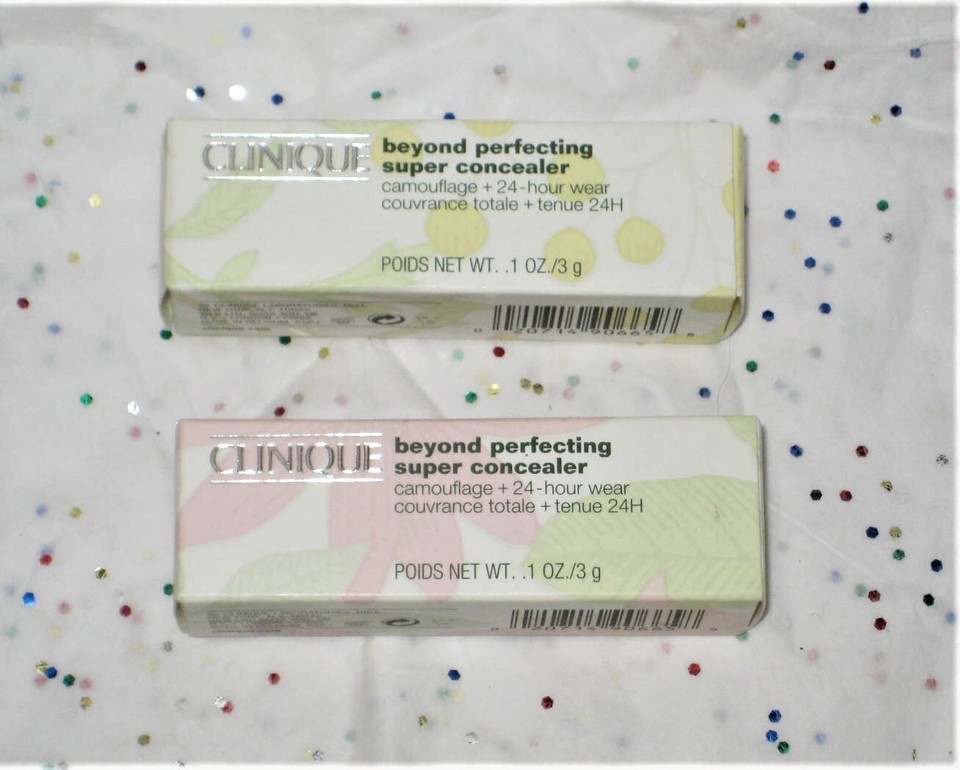 CLINIQUE
beyond perfecting
super concealer
camouflage + 24-hour wear
couvrance totale + tenue 24H
POIDS NET WT. .1 OZ./3 g
clinique.com
CLINIQUE
beyond perfecting
super concealer
camouflage + 24-hour wear
couvrance totale + tenue 24H
POIDS NET WT. .1 OZ./3 g